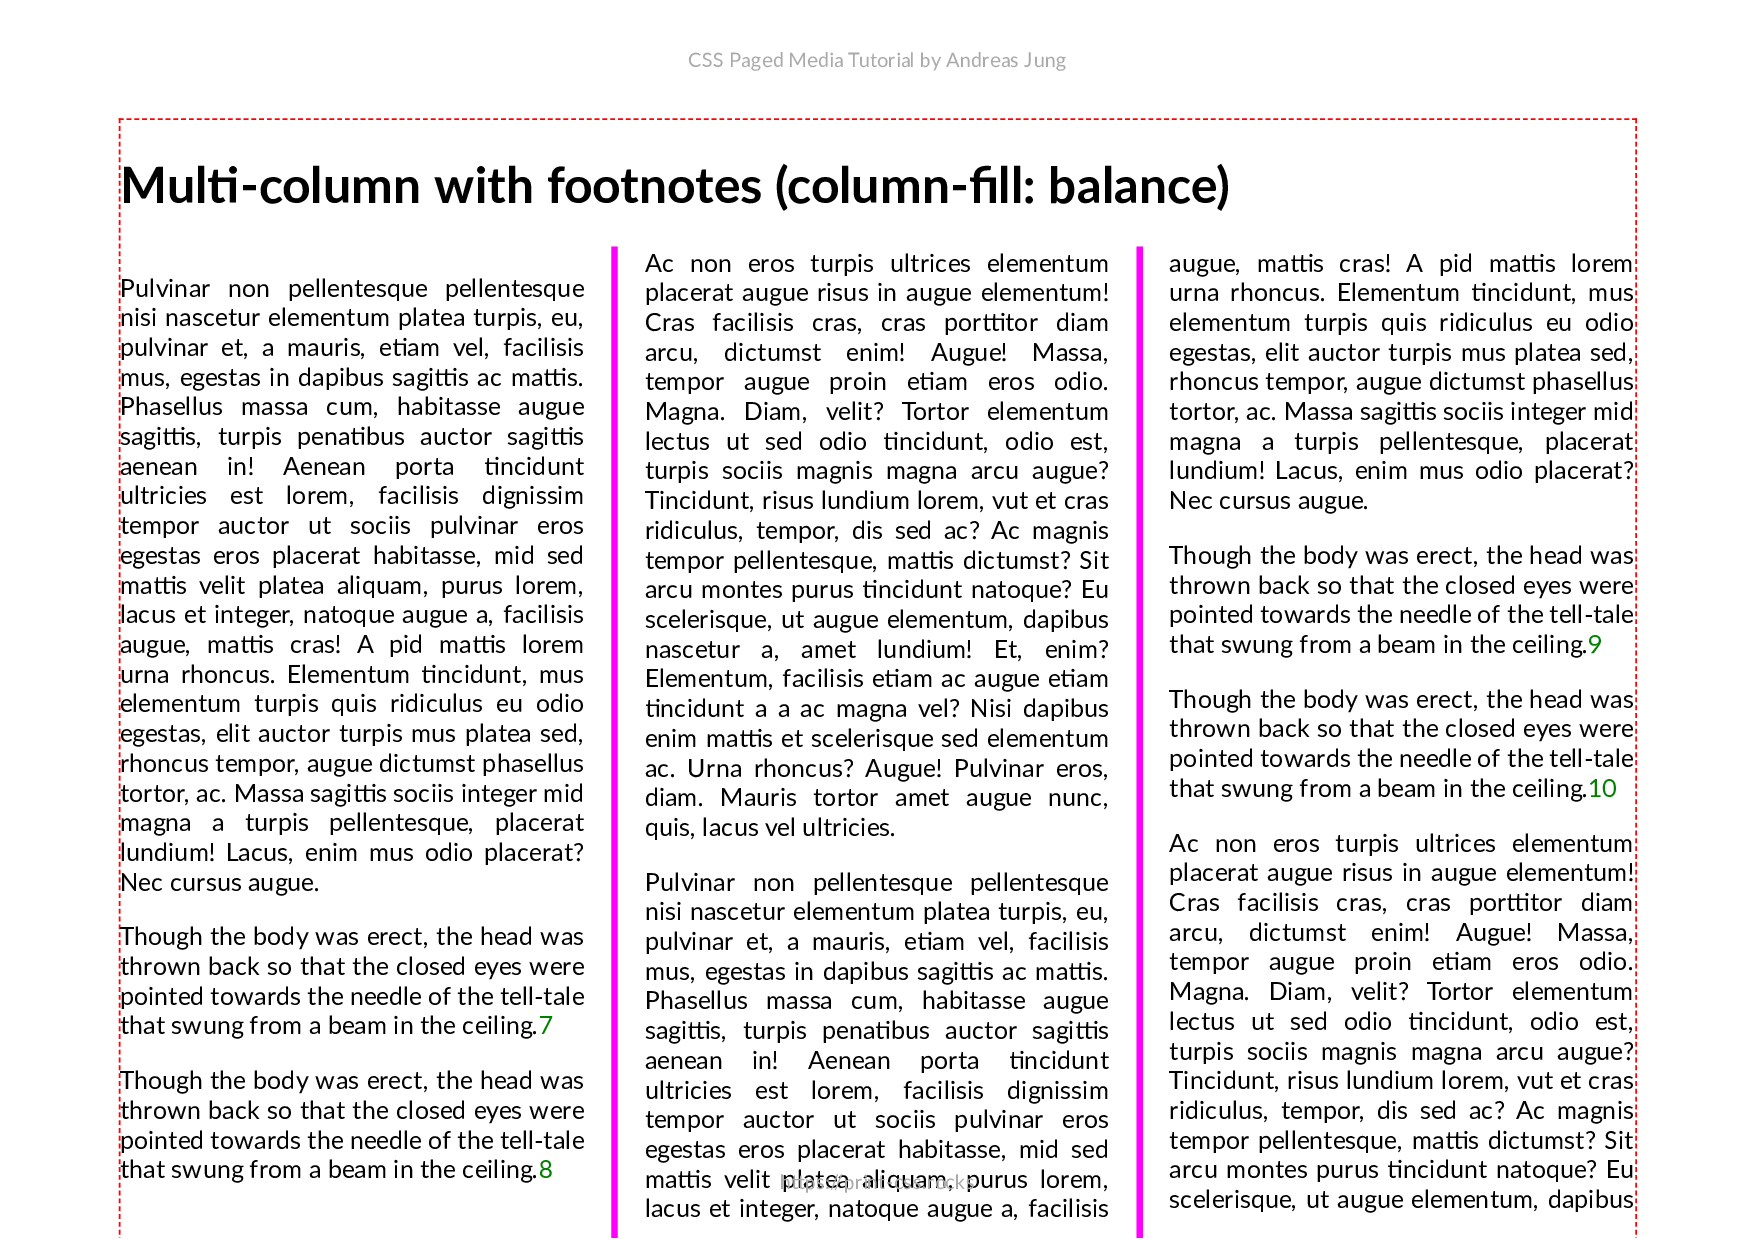 CSS Paged Media Tutorial by Andreas Jung
Multi-column with footnotes (column-fill: balance)
Pulvinar non pellentesque pellentesque
nisi nascetur elementum platea turpis, eu,
pulvinar et, a mauris, etiam vel, facilisis
mus, egestas in dapibus sagittis ac mattis.
Phasellus massa cum, habitasse augue
sagittis, turpis penatibus auctor sagittis
aenean in! Aenean porta tincidunt
ultricies est lorem, facilisis dignissim
tempor auctor ut sociis pulvinar eros
egestas eros placerat habitasse, mid sed
mattis velit platea aliquam, purus lorem,
lacus et integer, natoque augue a, facilisis
augue, mattis cras! A pid mattis lorem
urna rhoncus. Elementum tincidunt, mus
elementum turpis quis ridiculus eu odio
egestas, elit auctor turpis mus platea sed,
rhoncus tempor, augue dictumst phasellus
tortor, ac. Massa sagittis sociis integer mid
magna a turpis pellentesque, placerat
lundium! Lacus, enim mus odio placerat?
Nec cursus augue.
Though the body was erect, the head was
thrown back so that the closed eyes were
pointed towards the needle of the tell-tale
that swung from a beam in the ceiling.7
Though the body was erect, the head was
thrown back so that the closed eyes were
pointed towards the needle of the tell-tale
that swung from a beam in the ceiling.8
Ac non eros turpis ultrices elementum
placerat augue risus in augue elementum!
Cras facilisis cras, cras porttitor diam
arcu, dictumst enim! Augue! Massa,
tempor augue proin etiam eros odio.
Magna. Diam, velit? Tortor elementum
lectus ut sed odio tincidunt, odio est,
turpis sociis magnis magna arcu augue?
Tincidunt, risus lundium lorem, vut et cras
ridiculus, tempor, dis sed ac? Ac magnis
tempor pellentesque, mattis dictumst? Sit
arcu montes purus tincidunt natoque? Eu
scelerisque, ut augue elementum, dapibus
nascetur a, amet lundium! Et, enim?
Elementum, facilisis etiam ac augue etiam
tincidunt a a ac magna vel? Nisi dapibus
enim mattis et scelerisque sed elementum
ac. Urna rhoncus? Augue! Pulvinar eros,
diam. Mauris tortor amet augue nunc,
quis, lacus vel ultricies.
Pulvinar non pellentesque pellentesque
nisi nascetur elementum platea turpis, eu,
pulvinar et, a mauris, etiam vel, facilisis
mus, egestas in dapibus sagittis ac mattis.
Phasellus massa cum, habitasse augue
sagittis, turpis penatibus auctor sagittis
aenean in! Aenean porta tincidunt
ultricies est lorem, facilisis dignissim
tempor auctor ut sociis pulvinar eros
egestas eros placerat habitasse, mid sed
mattis velit platea aliquam, purus lorem,
lacus et integer, natoque augue a, facilisis
augue, mattis cras! A pid mattis lorem
urna rhoncus. Elementum tincidunt, mus
elementum turpis quis ridiculus eu odio
egestas, elit auctor turpis mus platea sed,
rhoncus tempor, augue dictumst phasellus
tortor, ac. Massa sagittis sociis integer mid
magna a turpis pellentesque, placerat
lundium! Lacus, enim mus odio placerat?
Nec cursus augue.
Though the body was erect, the head was
thrown back so that the closed eyes were
pointed towards the needle of the tell-tale
that swung from a beam in the ceiling.9
Though the body was erect, the head was
thrown back so that the closed eyes were
pointed towards the needle of the tell-tale
that swung from a beam in the ceiling.10
Ac non eros turpis ultrices elementum
placerat augue risus in augue elementum!
Cras facilisis cras, cras porttitor diam
arcu, dictumst enim! Augue! Massa,
tempor augue proin etiam eros odio.
Magna. Diam, velit? Tortor elementum
lectus ut sed odio tincidunt, odio est,
turpis sociis magnis magna arcu augue?
Tincidunt, risus lundium lorem, vut et cras
ridiculus, tempor, dis sed ac? Ac magnis
tempor pellentesque, mattis dictumst? Sit
arcu montes purus tincidunt natoque? Eu
scelerisque, ut augue elementum, dapibus
https://print-css.rocks